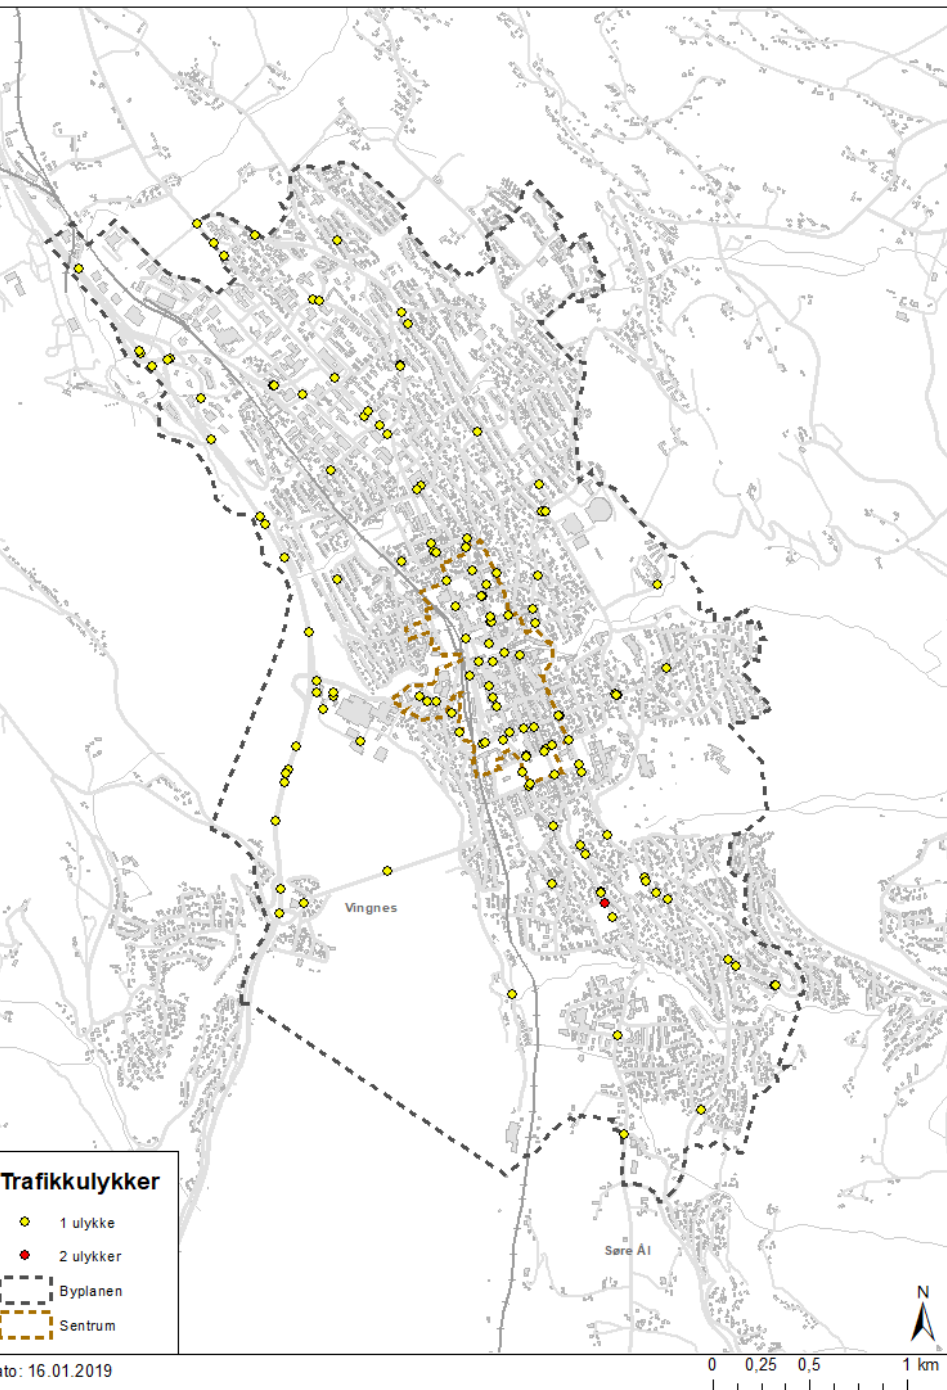 Vingnes
Trafikkulykker
1 ulykke
2 ulykker
Byplanen
Sentrum
Søre Ål
N
ato: 16.01.2019
0 0,25 0,5 1 km